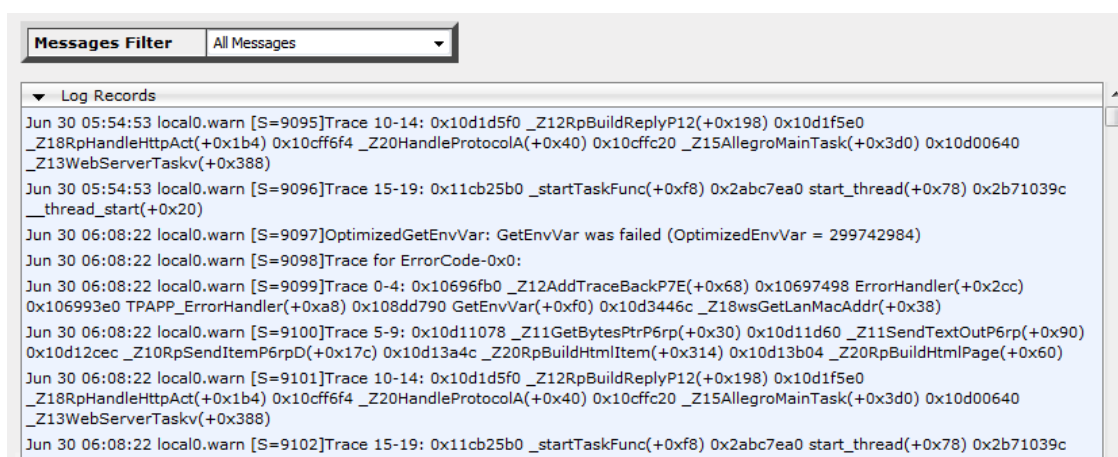 Messages Filter All Messages
Log Records
Jun 30 05:54:53 local0.warn [S=9095]Trace 10-14: 0x10d1d5f0 _Z12RpBuildReplyP12(+0x198) 0x10d1f5e0
_Z18RpHandleHttpAct(+0x1b4) 0x10cff6f4 _Z20HandleProtocolA(+0x40) 0x10cffc20 _Z15AllegroMainTask(+0x3d0) 0x10d00640
_Z13WebServerTaskv(+0x388)
Jun 30 05:54:53 local0.warn [S=9096]Trace 15-19: 0x11cb25b0 _startTaskFunc(+0xf8) 0x2abc7ea0 start_thread(+0x78) 0x2b71039c
__thread_start(+0x20)
Jun 30 06:08:22 local0.warn [S=9097]OptimizedGetEnvVar: GetEnvVar was failed (OptimizedEnvVar = 299742984)
Jun 30 06:08:22 local0.warn [S=9098]Trace for ErrorCode-0x0:
Jun 30 06:08:22 local0.warn [S=9099]Trace 0-4: 0x10696fb0 _Z12AddTraceBackP7E(+0x68) 0x10697498 ErrorHandler(+0x2cc)
0x106993e0 TPAPP_ErrorHandler(+0xa8) 0x108dd790 GetEnvVar(+0xf0) 0x10d3446c _Z18wsGetLanMacAddr(+0x38)
Jun 30 06:08:22 local0.warn [S=9100]Trace 5-9: 0x10d11078 _Z11GetBytesPtrP6rp(+0x30) 0x10d11d60 _Z11SendTextOutP6rp(+0x90)
0x10d12cec _Z10RpSendItemP6rpD(+0x17c) 0x10d13a4c _Z20RpBuildHtmlItem(+0x314) 0x10d13b04 _Z20RpBuildHtmlPage(+0x60)
Jun 30 06:08:22 local0.warn [S=9101]Trace 10-14: 0x10d1d5f0 _Z12RpBuildReplyP12(+0x198) 0x10d1f5e0
_Z18RpHandleHttpAct(+0x1b4) 0x10cff6f4 _Z20HandleProtocolA(+0x40) 0x10cffc20 _Z15AllegroMainTask(+0x3d0) 0x10d00640
_Z13WebServerTaskv(+0x388)
Jun 30 06:08:22 local0.warn [S=9102]Trace 15-19: 0x11cb25b0 _startTaskFunc(+0xf8) 0x2abc7ea0 start_thread(+0x78) 0x2b71039c